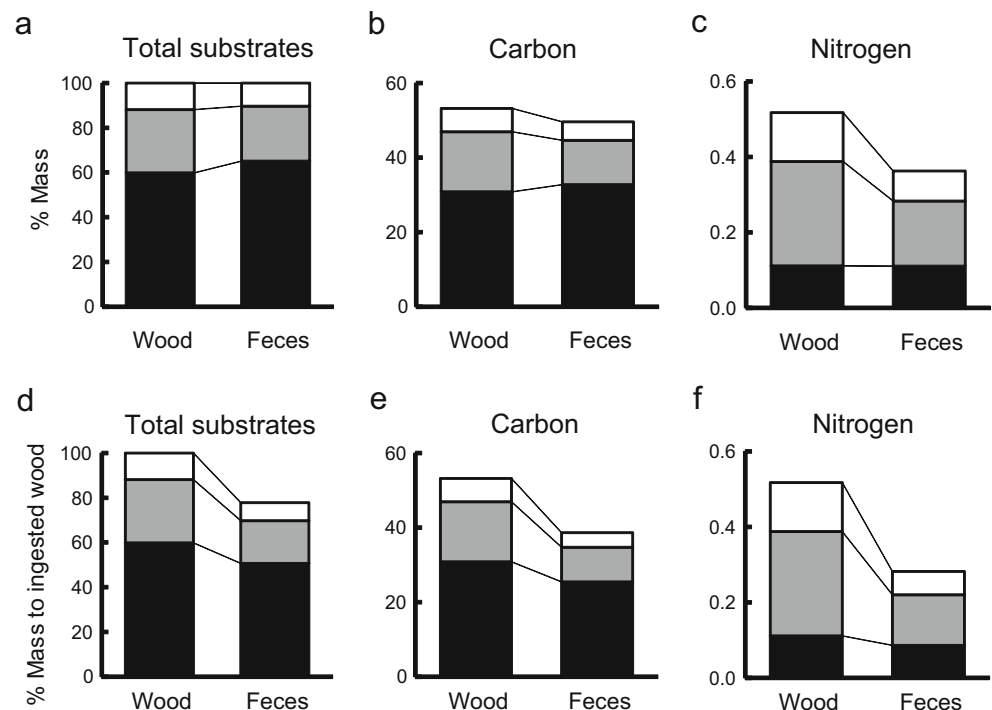 a
Total substrates
% Mass
100
80
60
40
20
0
Wood Feces
b
Carbon
60
40
20
0
Wood Feces
c
Nitrogen
0.6
0.4
0.2
0.0
Wood Feces
d
Total substrates
% Mass to ingested wood
100
80
60
40
20
0
Wood Feces
e
Carbon
60
40
20
0
Wood Feces
f
Nitrogen
0.6
0.4
0.2
0.0
Wood Feces